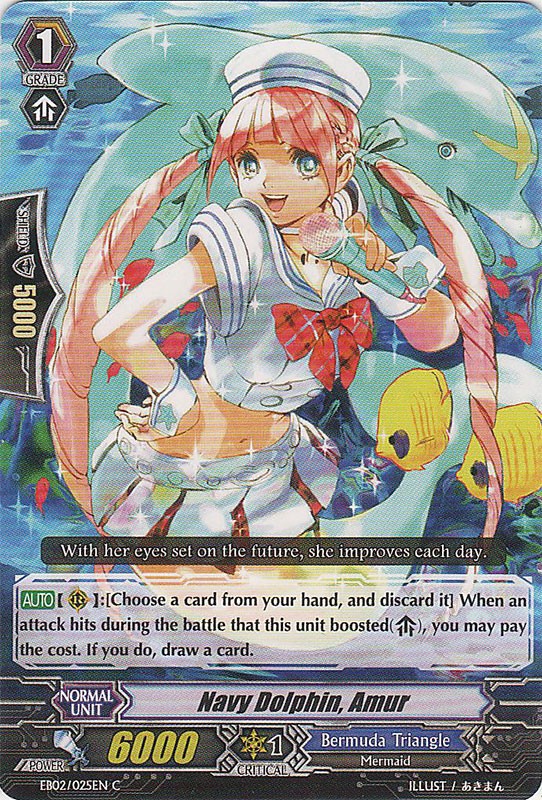 1
GRADE
SHIELD
5000
With her eyes set on the future, she improves each day.
AUTO [ ]:[Choose a card from your hand, and discard it] When an
attack hits during the battle that this unit boosted( ), you may pay
the cost. If you do, draw a card.
NORMAL
UNIT
Navy Dolphin, Amur
POWER
6000
1
CRITICAL
Bermuda Triangle
Mermaid
EB02/025EN C
ILLUST / あきまん